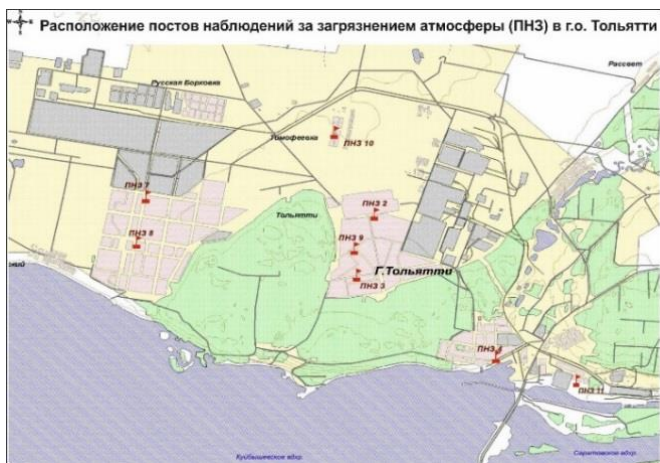 Расположение постов наблюдений за загрязнением атмосферы (ПНЗ) в г.о. Тольятти
Рассвет
Русская Борковка
Тимофеевка
ПНЗ 10
ПНЗ 7
ПНЗ 2
Тольятти
ПНЗ 8
ПНЗ 9
Г.Тольятти
ПНЗ 3
ПНЗ 4
ПНЗ 11
Куйбышевское вдхр.
Саратовское вдхр.